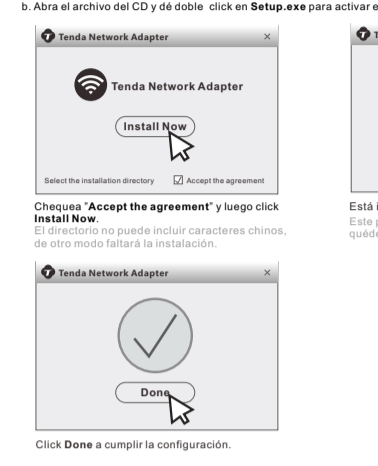 b. Abra el archivo del CD y dé doble click en Setup.exe para activar e
Tenda Network Adapter
Tenda Network Adapter
Install Now
Select the installation directory
Accept the agreement
Chequea "Accept the agreement" y luego click
Install Now.
El directorio no puede incluir caracteres chinos,
de otro modo faltará la instalación.
Está i
Este p
quéde
Tenda Network Adapter
Done
Click Done a cumplir la configuración.